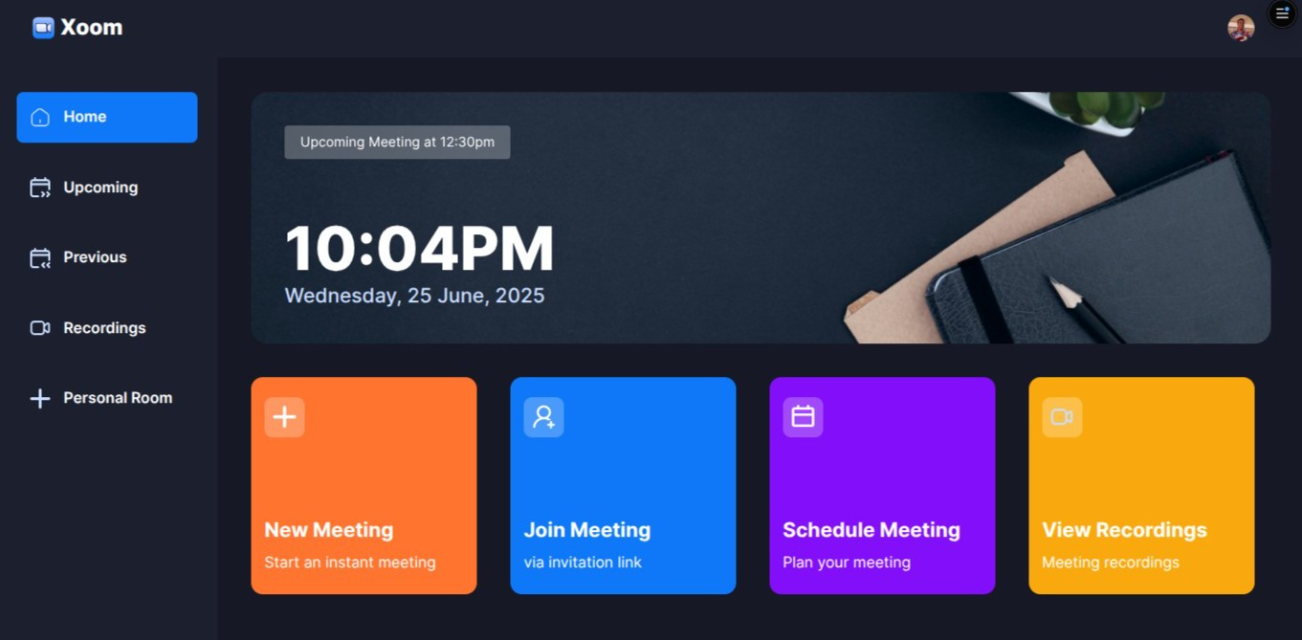 Xoom
Home
Upcoming
Previous
Recordings
Personal Room
Upcoming Meeting at 12:30pm
10:04PM
Wednesday, 25 June, 2025
New Meeting
Start an instant meeting
Join Meeting
via invitation link
Schedule Meeting
Plan your meeting
View Recordings
Meeting recordings